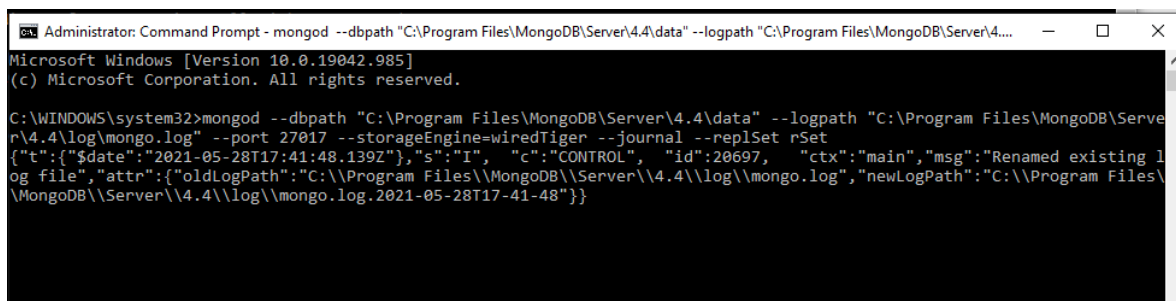 Administrator: Command Prompt - mongod --dbpath "C:\Program Files\MongoDB\Server\4.4\data" --logpath "C:\Program Files\MongoDB\Server\4....
Microsoft Windows [Version 10.0.19042.985]
(c) Microsoft Corporation. All rights reserved.
C:\WINDOWS\system32>mongod --dbpath "C:\Program Files\MongoDB\Server\4.4\data" --logpath "C:\Program Files\MongoDB\Serve
r\4.4\log\mongo.log" --port 27017 --storageEngine=wiredTiger --journal --replSet rSet
{"t":{"$date":"2021-05-28T17:41:48.139Z"},"s":"I",  "c":"CONTROL",  "id":20697,   "ctx":"main","msg":"Renamed existing l
og file","attr":{"oldLogPath":"C:\\Program Files\\MongoDB\\Server\\4.4\\log\\mongo.log","newLogPath":"C:\\Program Files\
\MongoDB\\Server\\4.4\\log\\mongo.log.2021-05-28T17-41-48"}}